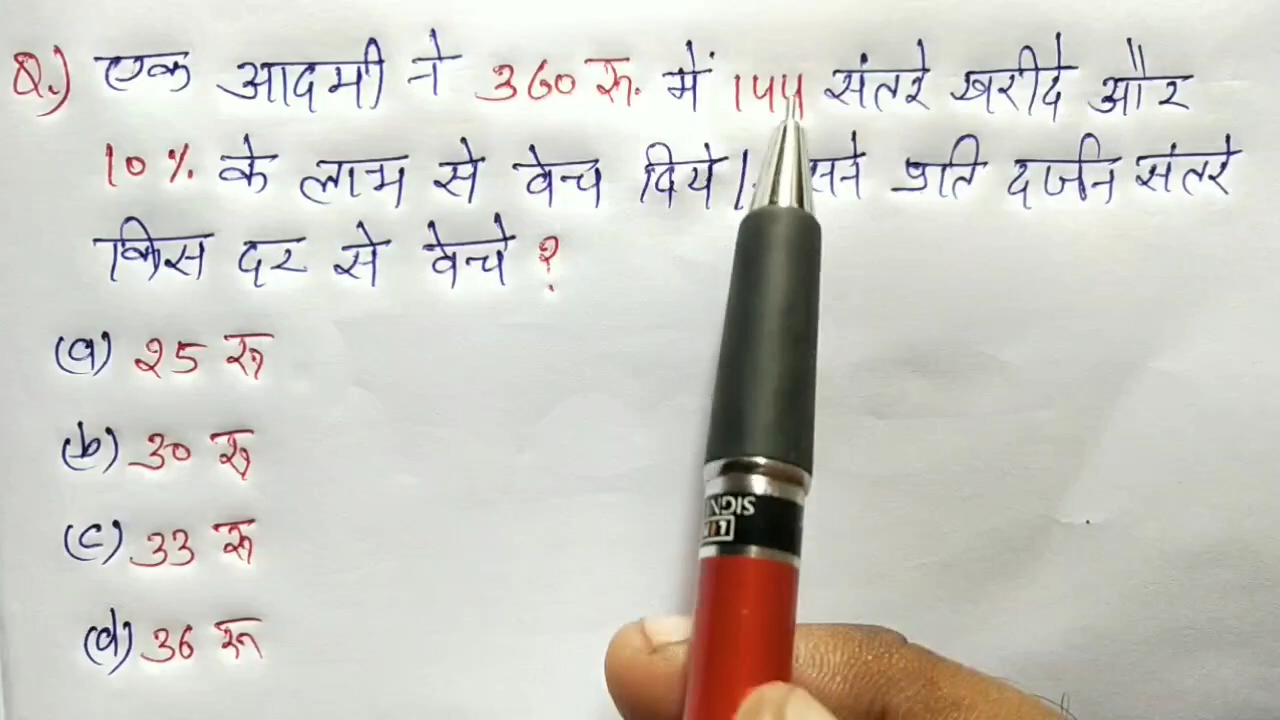 Q.) एक आदमी ने 360 रु. में 144 संतरे खरीदे और
10% के लाभ से बेच दिये। प्रति दर्जन संतरे
किस दर से बेचे ?
(a) 25 रु
(b) 30 रु
(c) 33 रु
(d) 36 रु